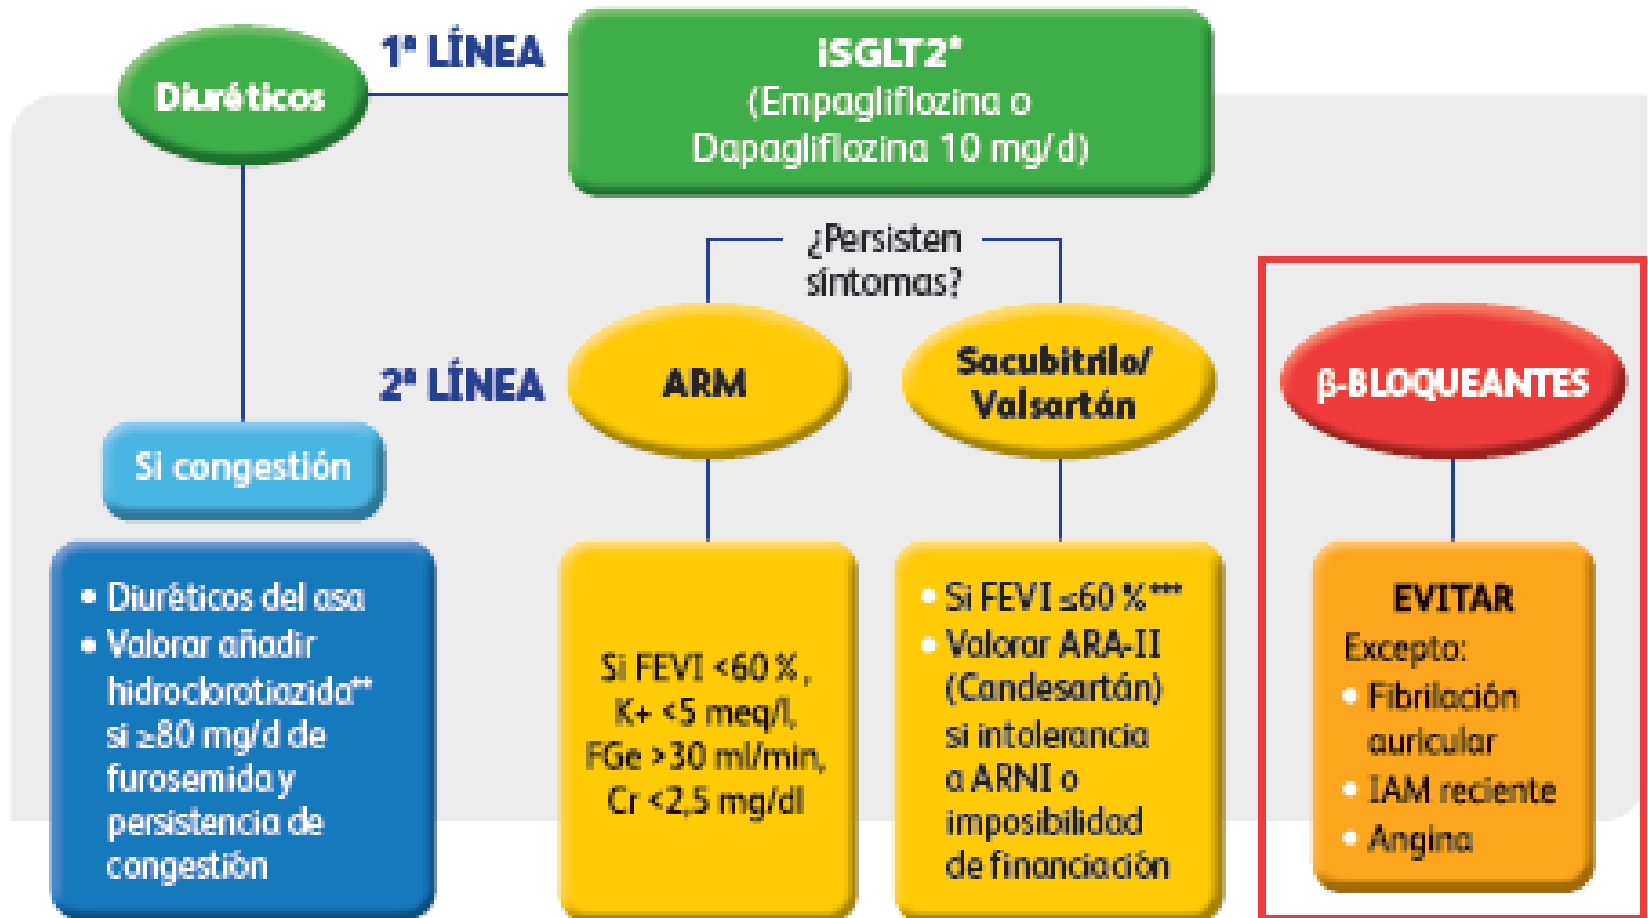 Diuréticos
1ª LÍNEA
iSGLT2*
(Empagliflozina o
Dapagliflozina 10 mg/d)
¿Persisten
síntomas?
2ª LÍNEA
ARM
Sacubitrilo/
Valsartán
β-BLOQUEANTES
Si congestión
• Diuréticos del asa
• Valorar añadir
hidroclorotiazida**
si ≥80 mg/d de
furosemida y
persistencia de
congestión
Si FEVI <60 %,
K+ <5 meq/l,
FGe >30 ml/min,
Cr <2,5 mg/dl
• Si FEVI ≤60 %***
• Valorar ARA-II
(Candesartán)
si intolerancia
a ARNI o
imposibilidad
de financiación
EVITAR
Excepto:
• Fibrilación
auricular
• IAM reciente
• Angina